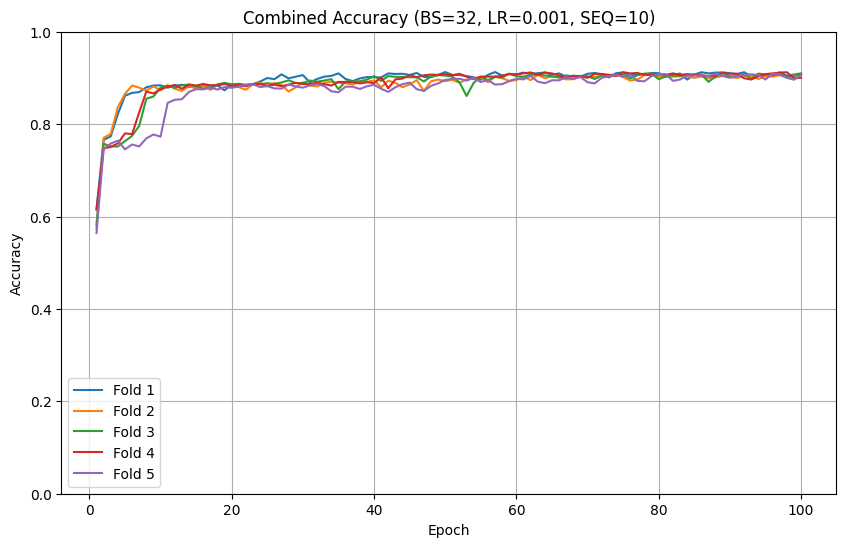 Combined Accuracy (BS=32, LR=0.001, SEQ=10)
1.0
0.8
0.6
0.4
0.2
0.0
Accuracy
Fold 1
Fold 2
Fold 3
Fold 4
Fold 5
0 20 40 60 80 100
Epoch